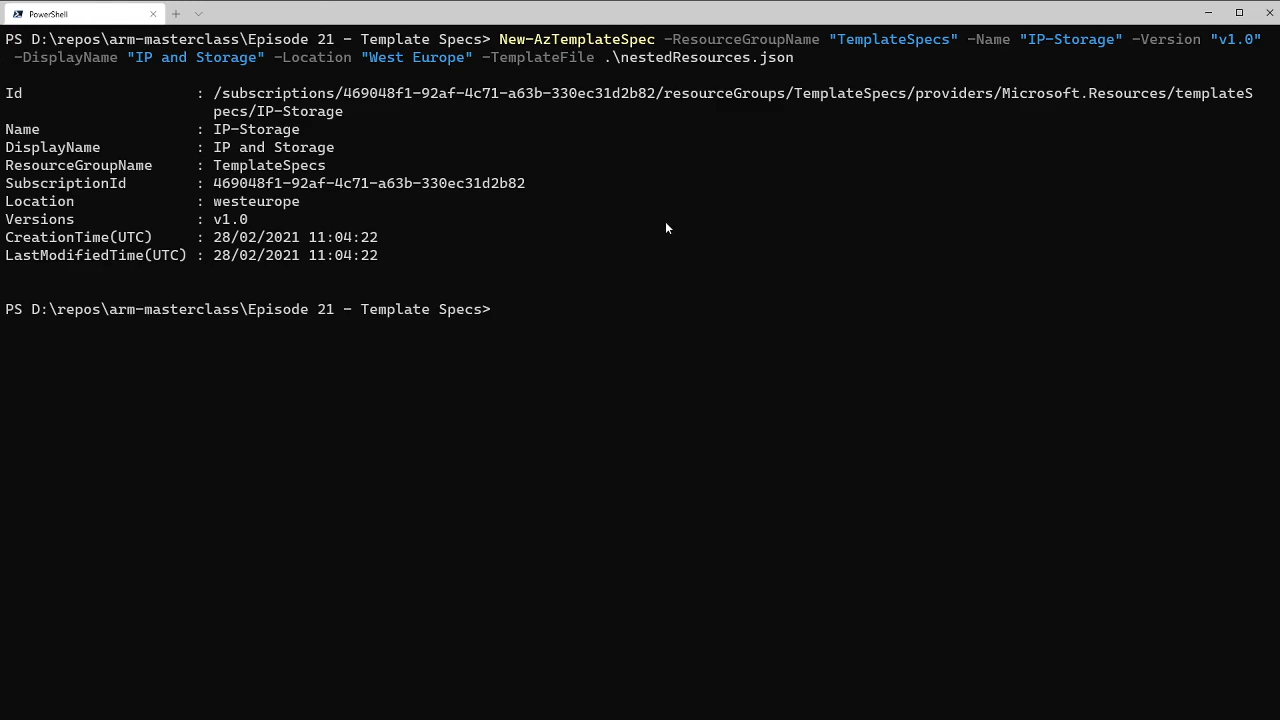 PowerShell
PS D:\repos\arm-masterclass\Episode 21 - Template Specs> New-AzTemplateSpec -ResourceGroupName "TemplateSpecs" -Name "IP-Storage" -Version "v1.0"
-DisplayName "IP and Storage" -Location "West Europe" -TemplateFile .\nestedResources.json
Id : /subscriptions/469048f1-92af-4c71-a63b-330ec31d2b82/resourceGroups/TemplateSpecs/providers/Microsoft.Resources/templateS
pecs/IP-Storage
Name : IP-Storage
DisplayName : IP and Storage
ResourceGroupName : TemplateSpecs
SubscriptionId : 469048f1-92af-4c71-a63b-330ec31d2b82
Location : westeurope
Versions : v1.0
CreationTime(UTC) : 28/02/2021 11:04:22
LastModifiedTime(UTC) : 28/02/2021 11:04:22
PS D:\repos\arm-masterclass\Episode 21 - Template Specs>